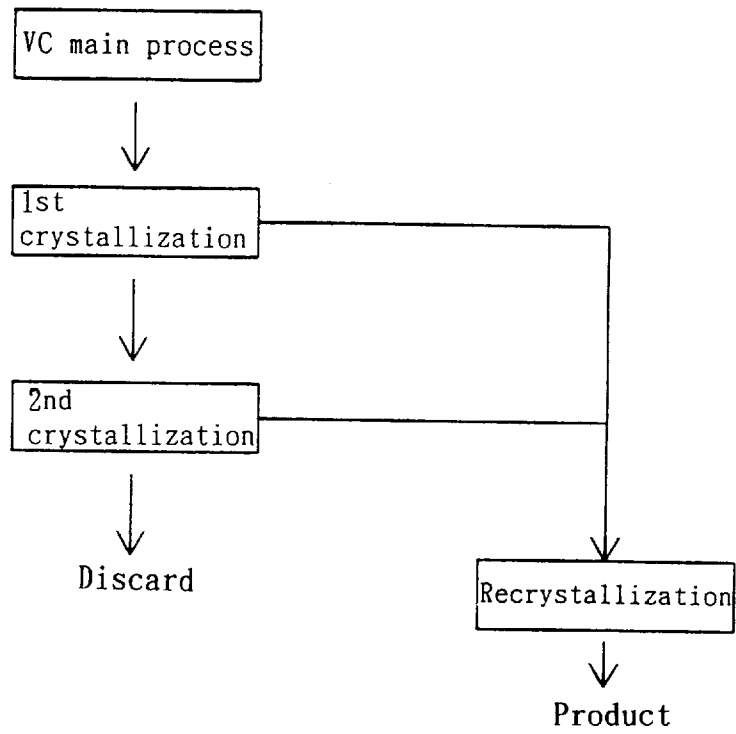 VC main process
1st
crystallization
2nd
crystallization
Discard
Recrystallization
Product